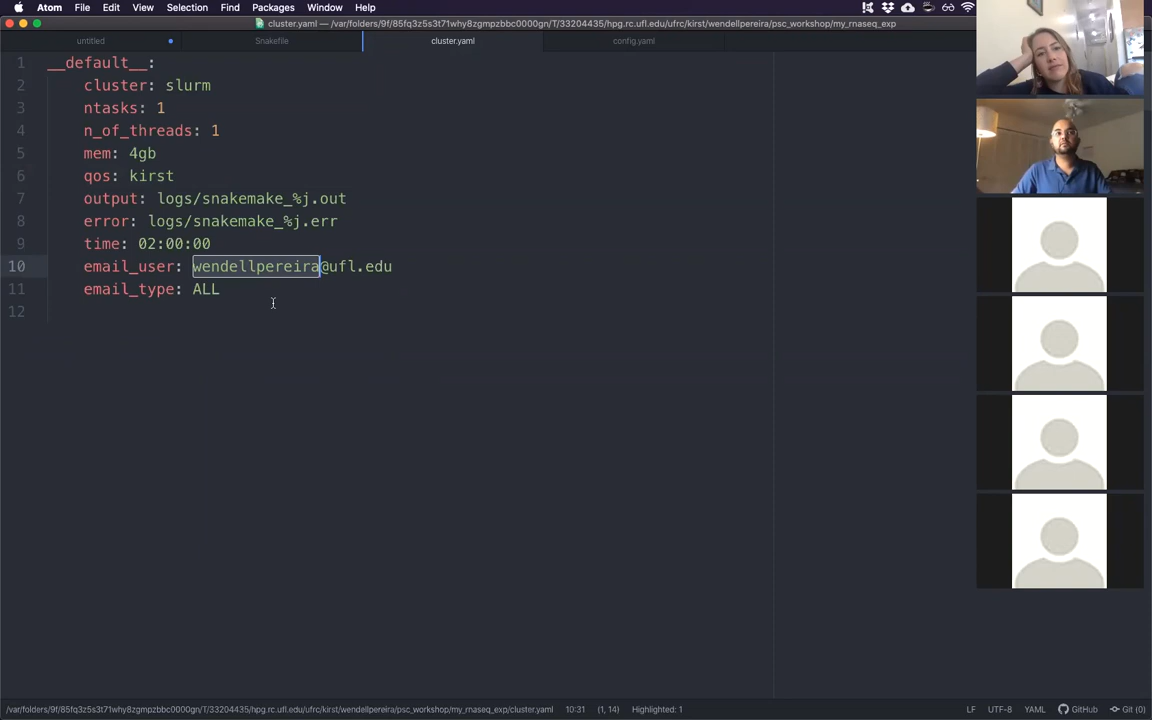 Atom File Edit View Selection Find Packages Window Help
cluster.yaml — /var/folders/9f/85fq3z5s3t71why8zgmpzbbc0000gn/T/33204435/hpg.rc.ufl.edu/ufrc/kirst/wendellpereira/psc_workshop/my_rnaseq_exp
untitled Snakefile cluster.yaml config.yaml
1 __default__:
2 cluster: slurm
3 ntasks: 1
4 n_of_threads: 1
5 mem: 4gb
6 qos: kirst
7 output: logs/snakemake_%j.out
8 error: logs/snakemake_%j.err
9 time: 02:00:00
10 email_user: wendellpereira@ufl.edu
11 email_type: ALL
12
/var/folders/9f/85fq3z5s3t71why8zgmpzbbc0000gn/T/33204435/hpg.rc.ufl.edu/ufrc/kirst/wendellpereira/psc_workshop/my_rnaseq_exp/cluster.yaml 10:31 (1, 14) Highlighted: 1 LF UTF-8 YAML GitHub Git (0)